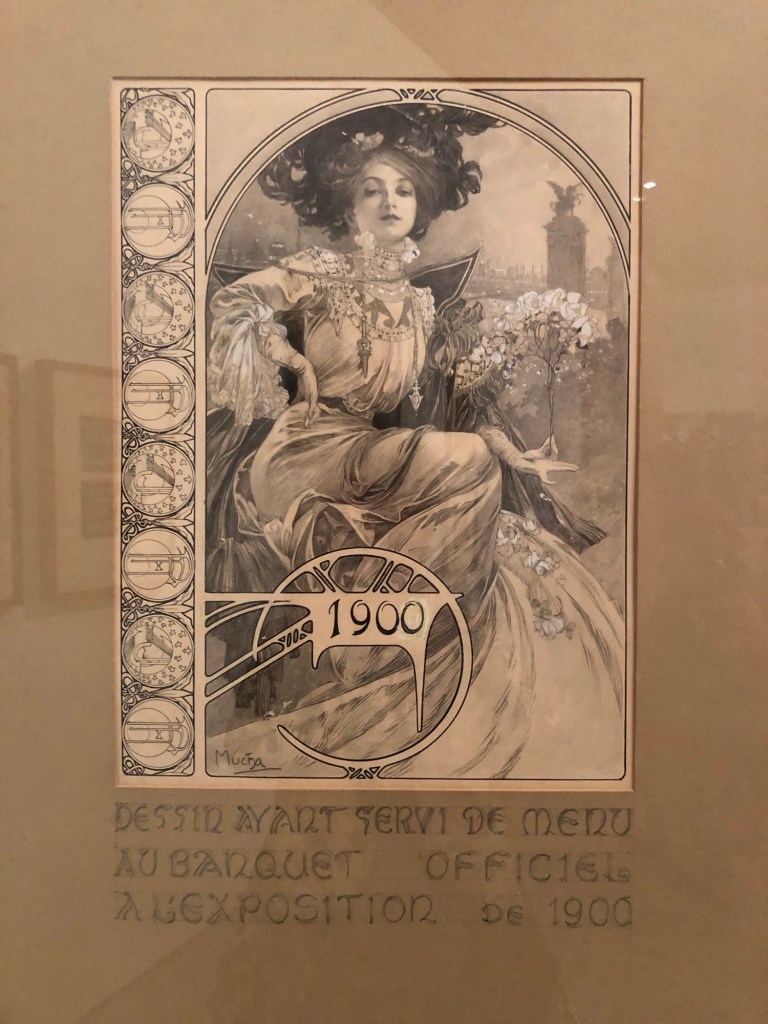 1900
Mucha
DESSIN AYANT SERVI DE MENU
AU BANQUET OFFICIEL
A L'EXPOSITION DE 1900